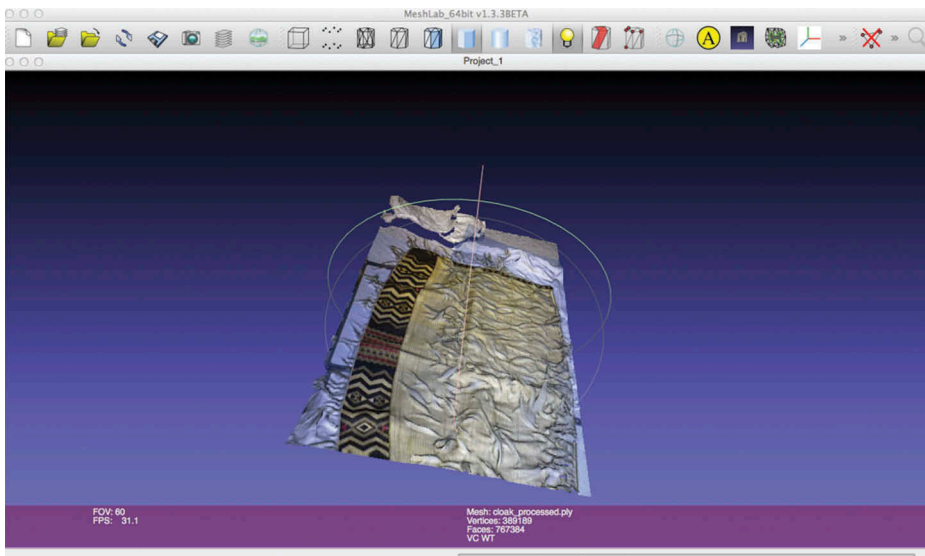 MeshLab_64bit v1.3.3BETA
A
» »
Project_1
FOV: 60
FPS: 31.1
Mesh: cloak_processed.ply
Vertices: 389189
Faces: 767384
VC WT